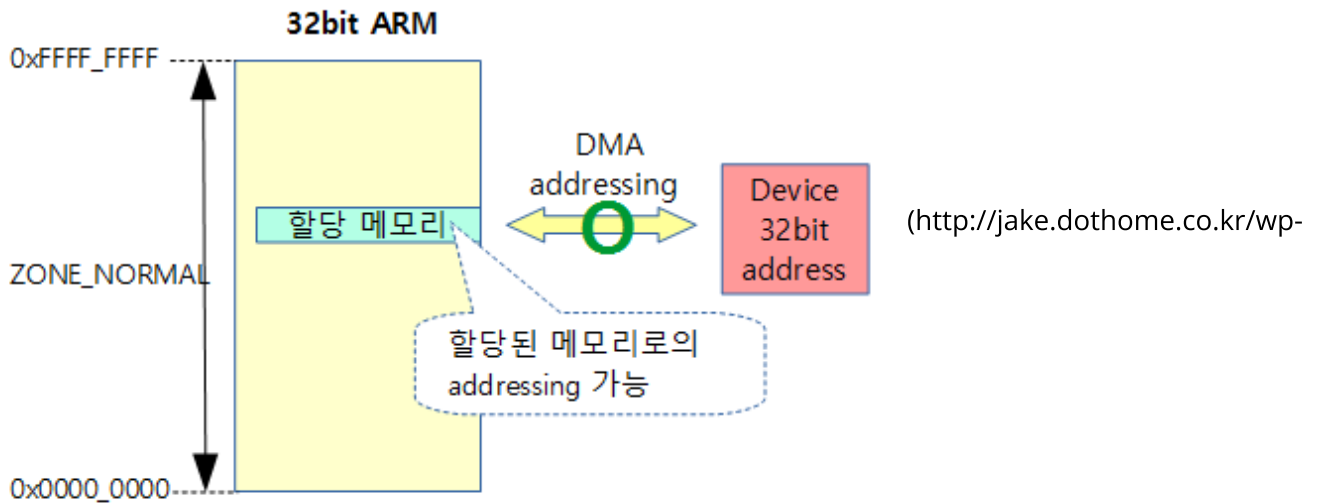 32bit ARM
0xFFFF_FFFF
DMA
addressing
Device
32bit
address
(http://jake.dothome.co.kr/wp-
할당 메모리
ZONE_NORMAL
할당된 메모리로의
addressing 가능
0x0000_0000